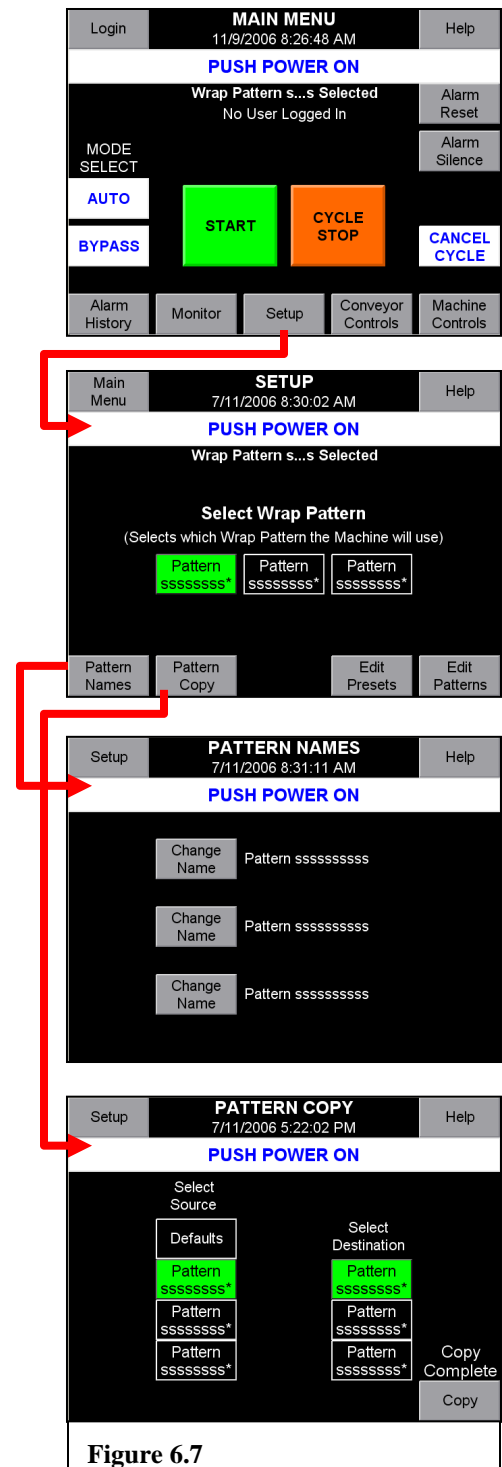 Login
MAIN MENU
11/9/2006 8:26:48 AM
Help
PUSH POWER ON
Wrap Pattern s...s Selected
No User Logged In
Alarm
Reset
Alarm
Silence
MODE
SELECT
AUTO
BYPASS
START
CYCLE
STOP
CANCEL
CYCLE
Alarm
History
Monitor
Setup
Conveyor
Controls
Machine
Controls
Main
Menu
SETUP
7/11/2006 8:30:02 AM
Help
PUSH POWER ON
Wrap Pattern s...s Selected
Select Wrap Pattern
(Selects which Wrap Pattern the Machine will use)
Pattern
ssssssss*
Pattern
ssssssss*
Pattern
ssssssss*
Pattern
Names
Pattern
Copy
Edit
Presets
Edit
Patterns
Setup
PATTERN NAMES
7/11/2006 8:31:11 AM
Help
PUSH POWER ON
Change
Name
Pattern ssssssssss
Change
Name
Pattern ssssssssss
Change
Name
Pattern ssssssssss
Setup
PATTERN COPY
7/11/2006 5:22:02 PM
Help
PUSH POWER ON
Select
Source
Defaults
Pattern
ssssssss*
Pattern
ssssssss*
Pattern
ssssssss*
Select
Destination
Pattern
ssssssss*
Pattern
ssssssss*
Pattern
ssssssss*
Copy
Complete
Copy
Figure 6.7